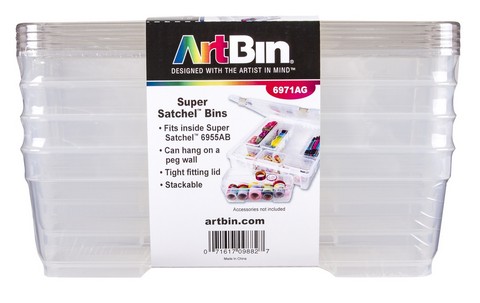 ArtBin®
DESIGNED WITH THE ARTIST IN MIND™
6971AG
Super
Satchel™ Bins
• Fits inside Super
Satchel™ 6955AB
• Can hang on a
peg wall
• Tight fitting lid
• Stackable
Accessories not included
artbin.com
0 71617 09882 7
Made in China